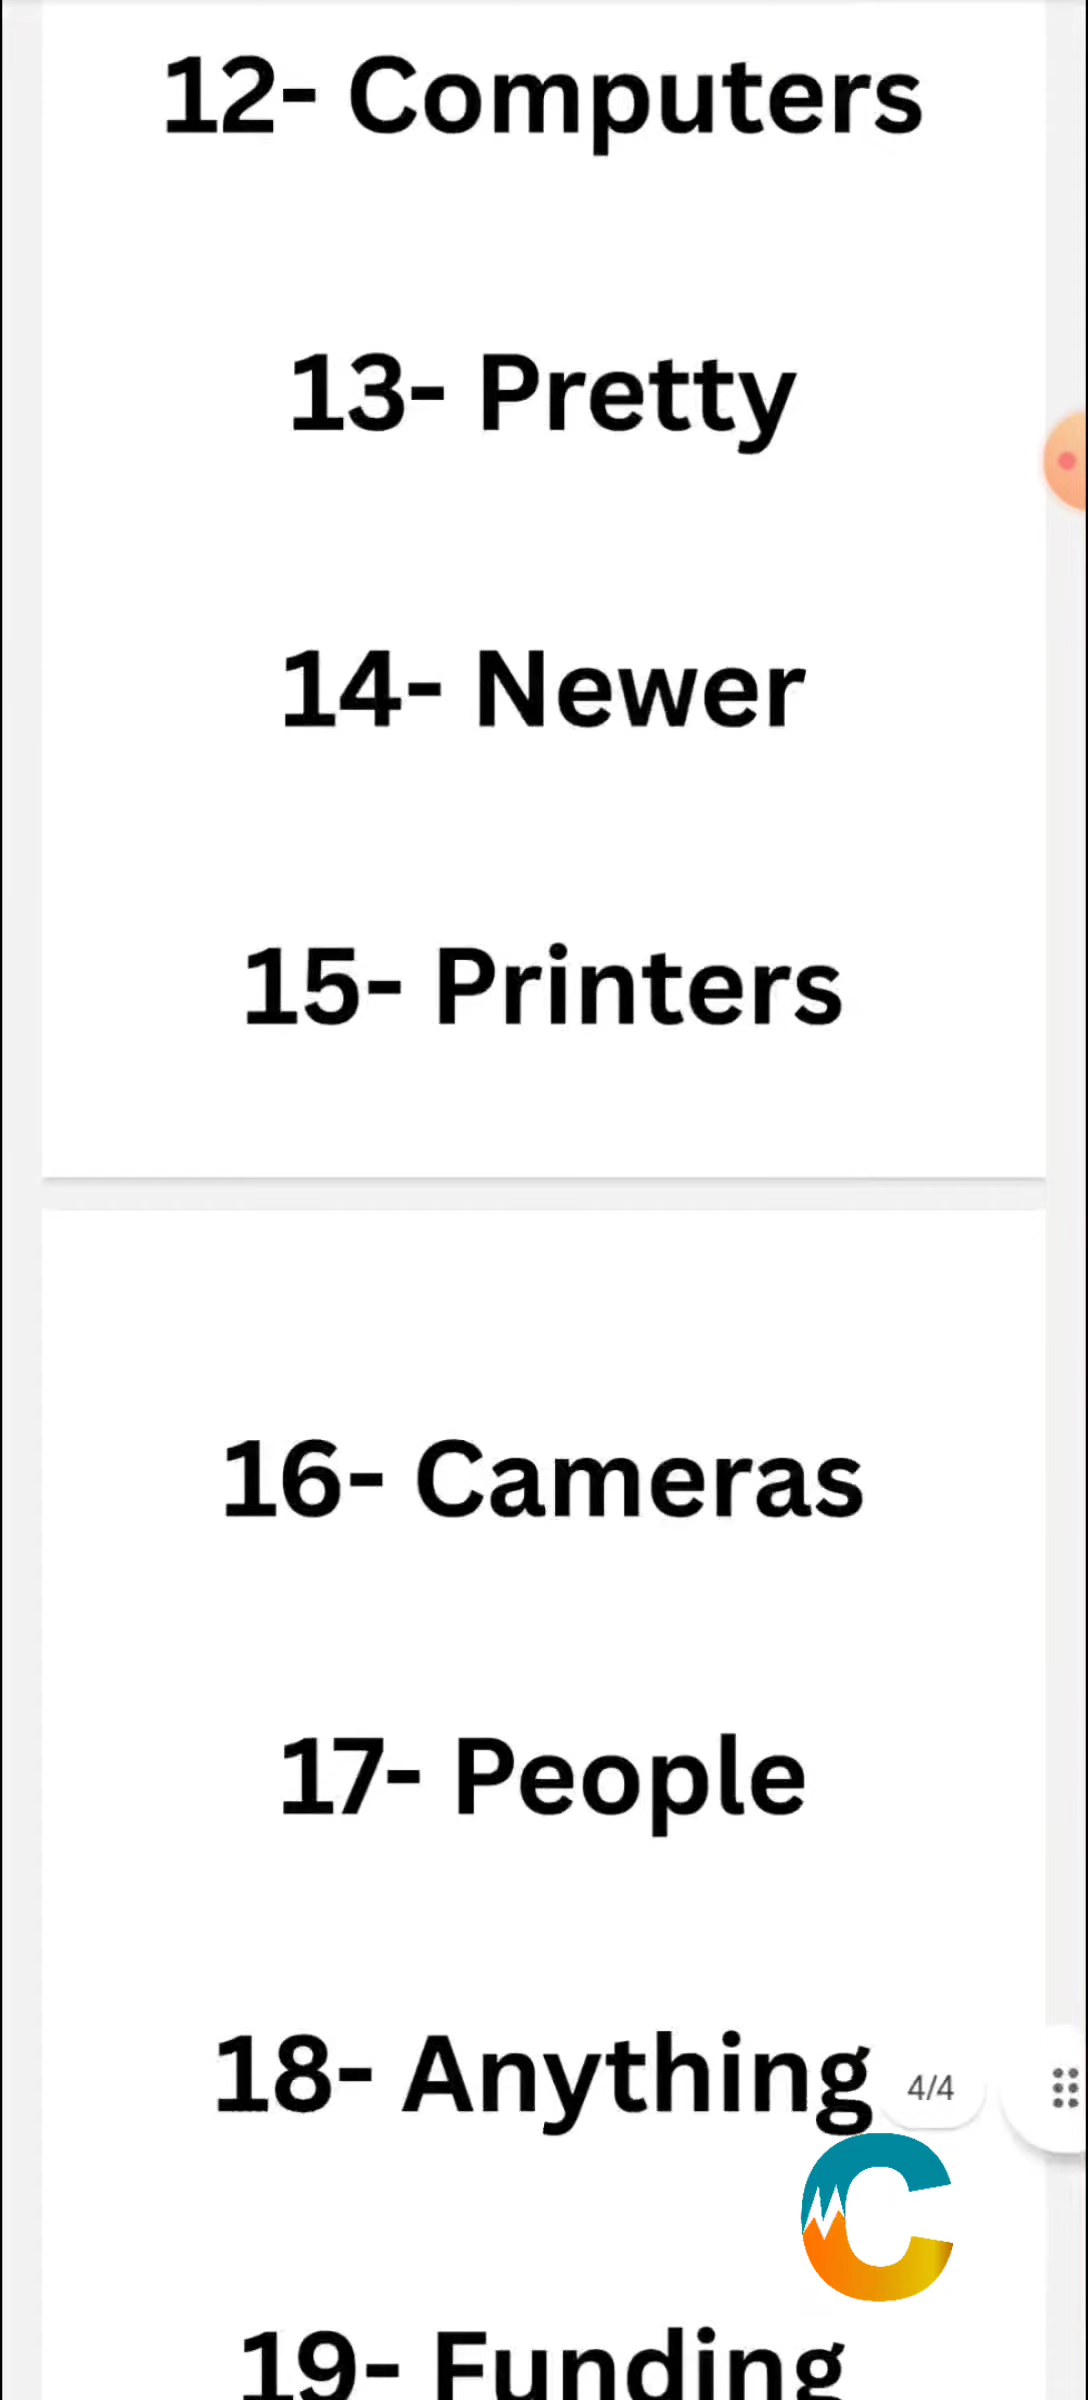 12- Computers
13- Pretty
14- Newer
15- Printers
16- Cameras
17- People
18- Anything
4/4
C
19- Funding